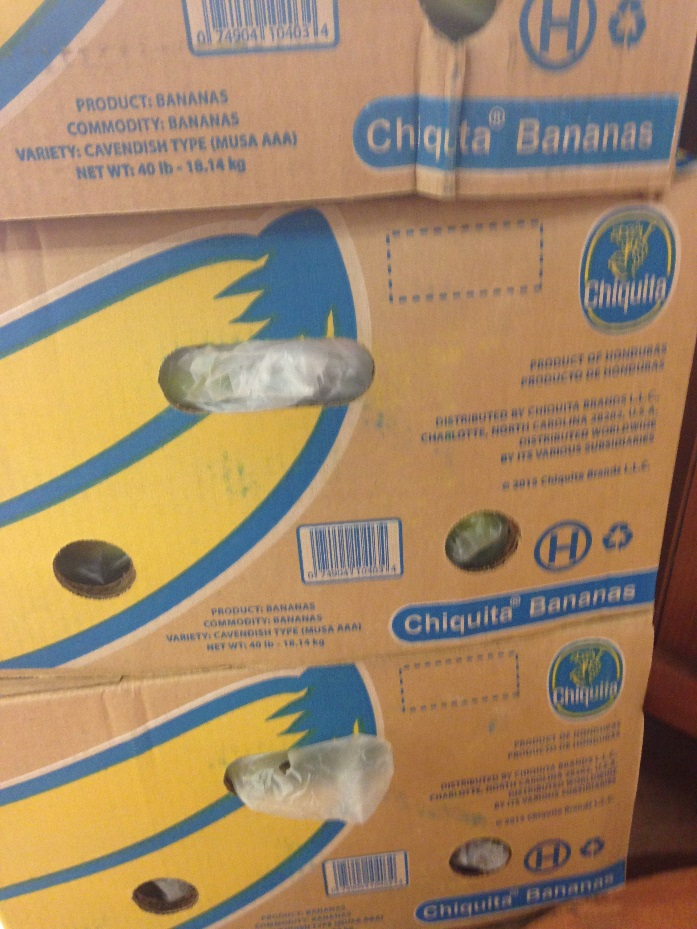 0 74904 10403 4
H
PRODUCT: BANANAS
COMMODITY: BANANAS
VARIETY: CAVENDISH TYPE (MUSA AAA)
NET WT: 40 lb - 18.14 kg
Chiquita® Bananas
Chiquita
PRODUCT OF HONDURAS
PRODUCTO DE HONDURAS
DISTRIBUTED BY CHIQUITA BRANDS L.L.C.
CHARLOTTE, NORTH CAROLINA 28202, U.S.A.
DISTRIBUTED WORLDWIDE
BY ITS VARIOUS SUBSIDIARIES
© 2015 Chiquita Brands L.L.C.
0 74904 10403 4
H
PRODUCT: BANANAS
COMMODITY: BANANAS
VARIETY: CAVENDISH TYPE (MUSA AAA)
NET WT: 40 lb - 18.14 kg
Chiquita® Bananas
Chiquita
PRODUCT OF HONDURAS
PRODUCTO DE HONDURAS
DISTRIBUTED BY CHIQUITA BRANDS L.L.C.
CHARLOTTE, NORTH CAROLINA 28202, U.S.A.
DISTRIBUTED WORLDWIDE
BY ITS VARIOUS SUBSIDIARIES
© 2015 Chiquita Brands L.L.C.
H
Chiquita® Bananas
PRODUCT: BANANAS
COMMODITY: BANANAS